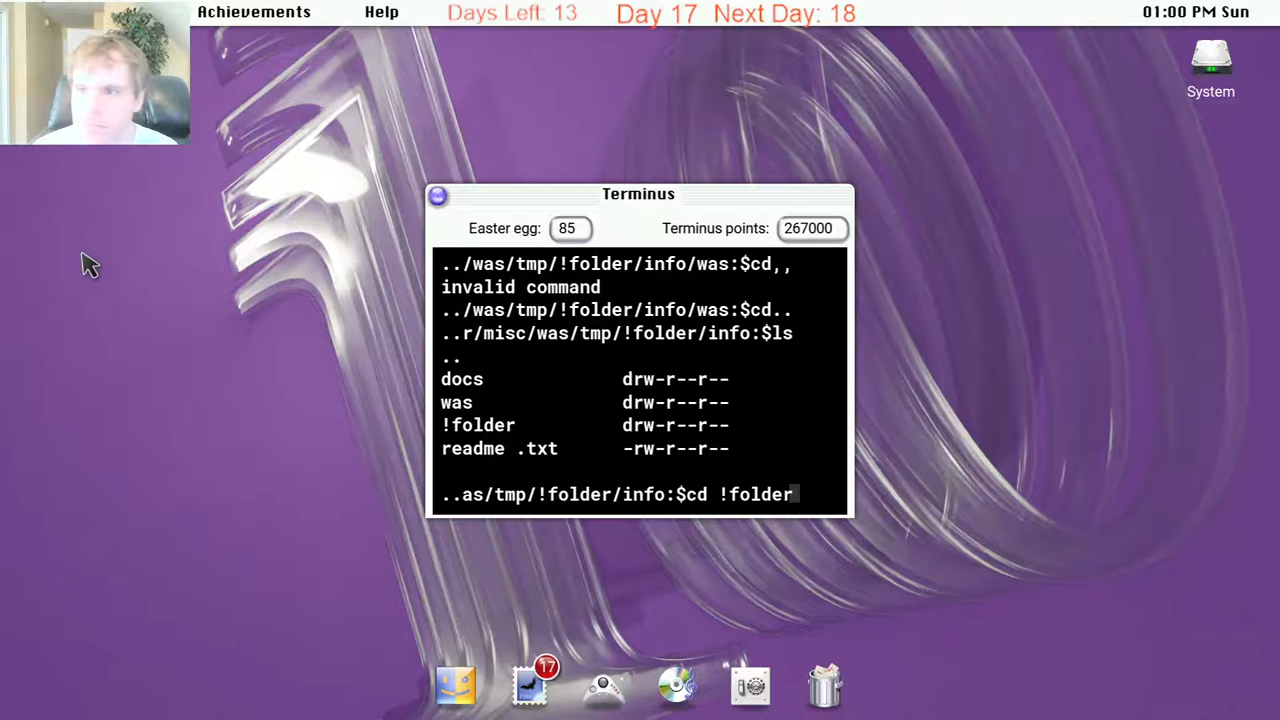 Achievements Help Days Left: 13 Day 17 Next Day: 18 01:00 PM Sun
System
Terminus
Easter egg: 85 Terminus points: 267000
../was/tmp/!folder/info/was:$cd,,
invalid command
../was/tmp/!folder/info/was:$cd..
..r/misc/was/tmp/!folder/info:$ls
..
docs drw-r--r--
was drw-r--r--
!folder drw-r--r--
readme .txt -rw-r--r--
..as/tmp/!folder/info:$cd !folder
17